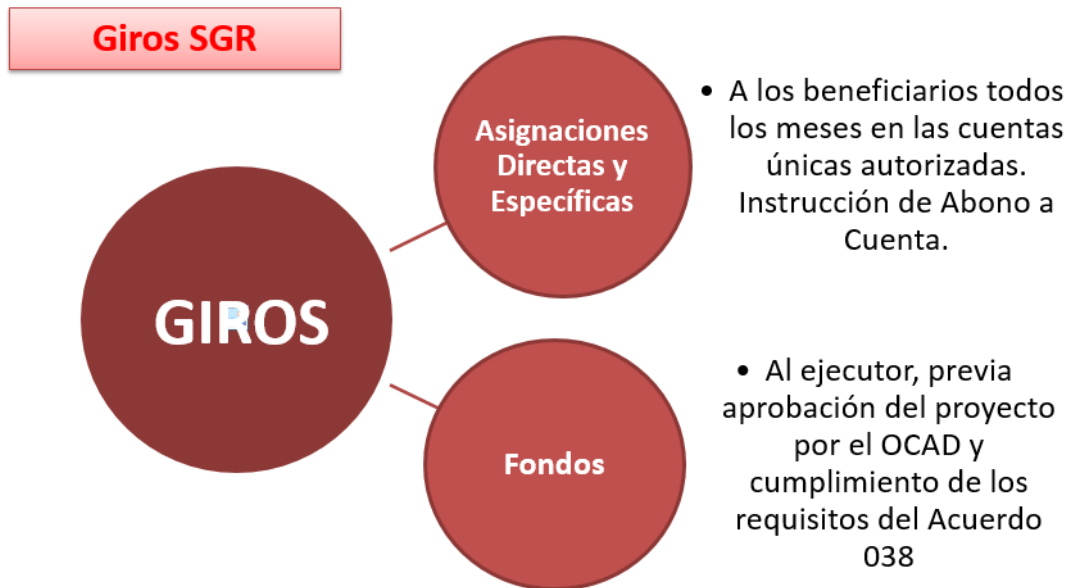 Giros SGR
GIROS
Asignaciones
Directas y
Específicas
• A los beneficiarios todos
los meses en las cuentas
únicas autorizadas.
Instrucción de Abono a
Cuenta.
Fondos
• Al ejecutor, previa
aprobación del proyecto
por el OCAD y
cumplimiento de los
requisitos del Acuerdo
038